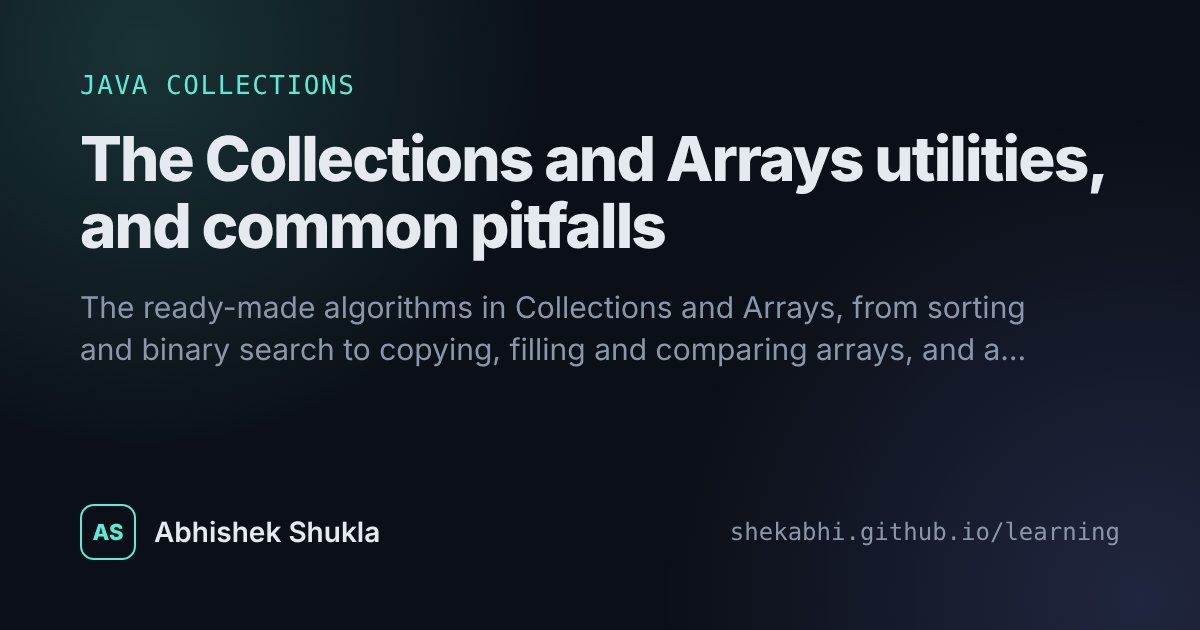 JAVA COLLECTIONS
The Collections and Arrays utilities,
and common pitfalls
The ready-made algorithms in Collections and Arrays, from sorting
and binary search to copying, filling and comparing arrays, and a…
AS Abhishek Shukla
shekabhi.github.io/learning